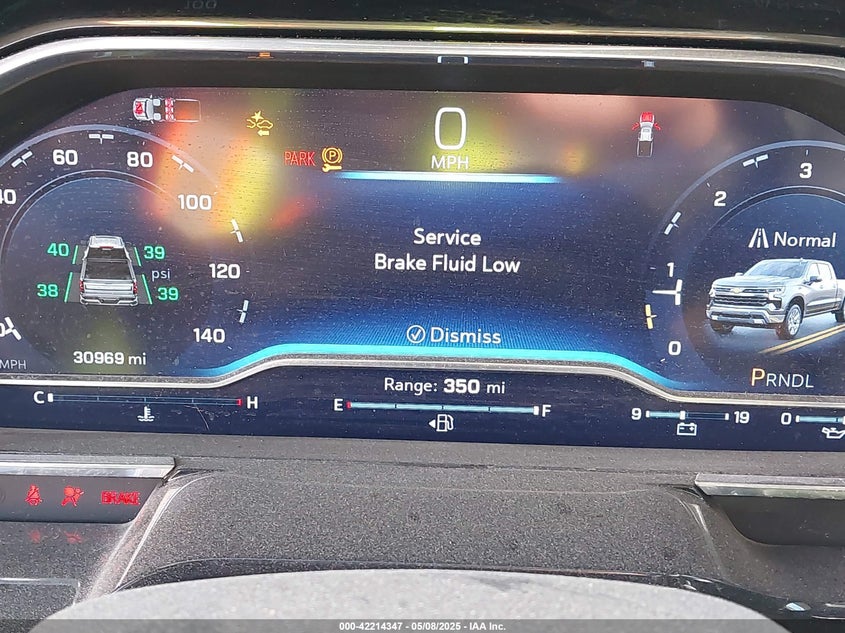 0
MPH
PARK P
60 80
100
120
140
40 39
psi
38 39
30969 mi
MPH
Service
Brake Fluid Low
Dismiss
3
2
1
0
Normal
PRNDL
Range: 350 mi
C H
E F
9 19
0
BRAKE
000-42214347 - 05/08/2025 - IAA Inc.